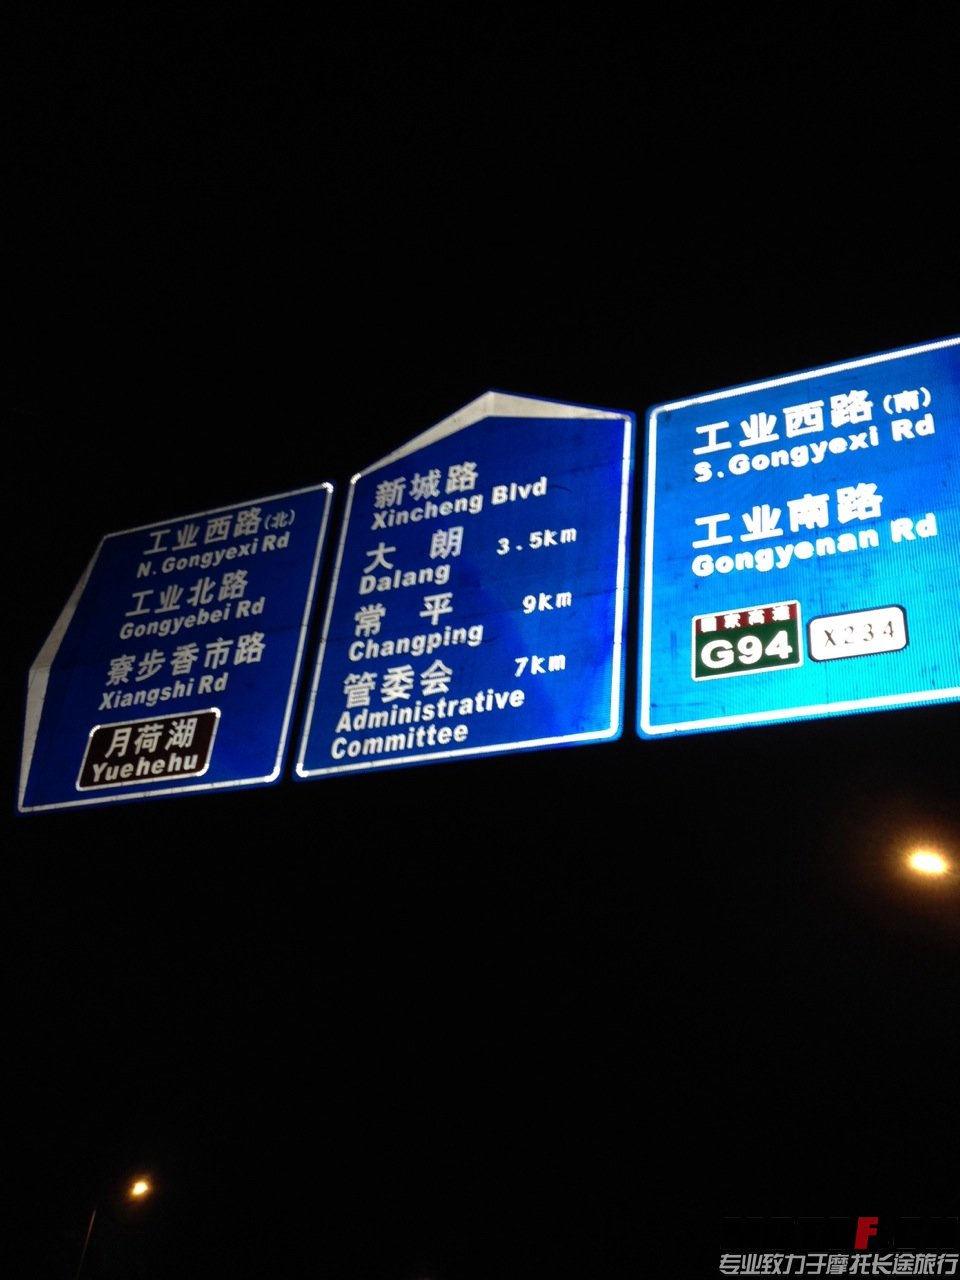 工业西路(北)
N.Gongyexi Rd
工业北路
Gongyebei Rd
寮步香市路
Xiangshi Rd
月荷湖
Yuehehu
新城路
Xincheng Blvd
大朗 3.5km
Dalang
常平 9km
Changping
管委会 7km
Administrative
Committee
工业西路(南)
S.Gongyexi Rd
工业南路
Gongyenan Rd
国家高速
G94 X234
F
专业致力于摩托长途旅行